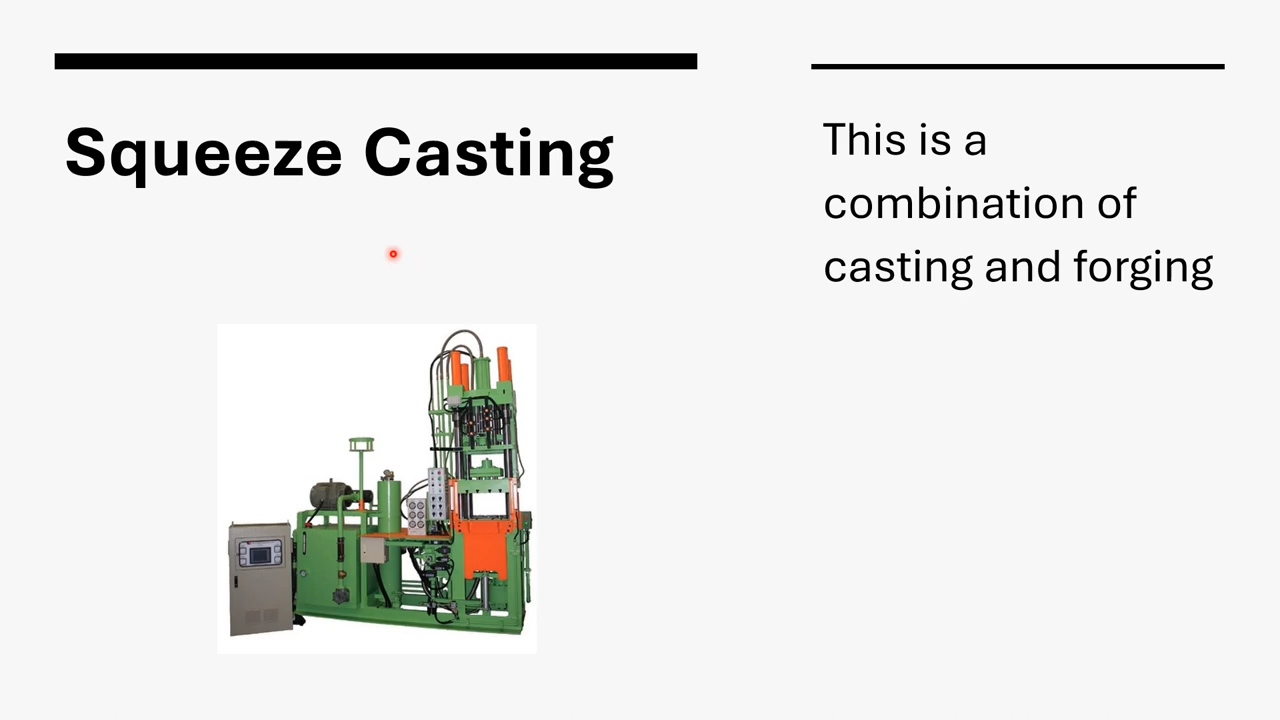 Squeeze Casting
This is a
combination of
casting and forging